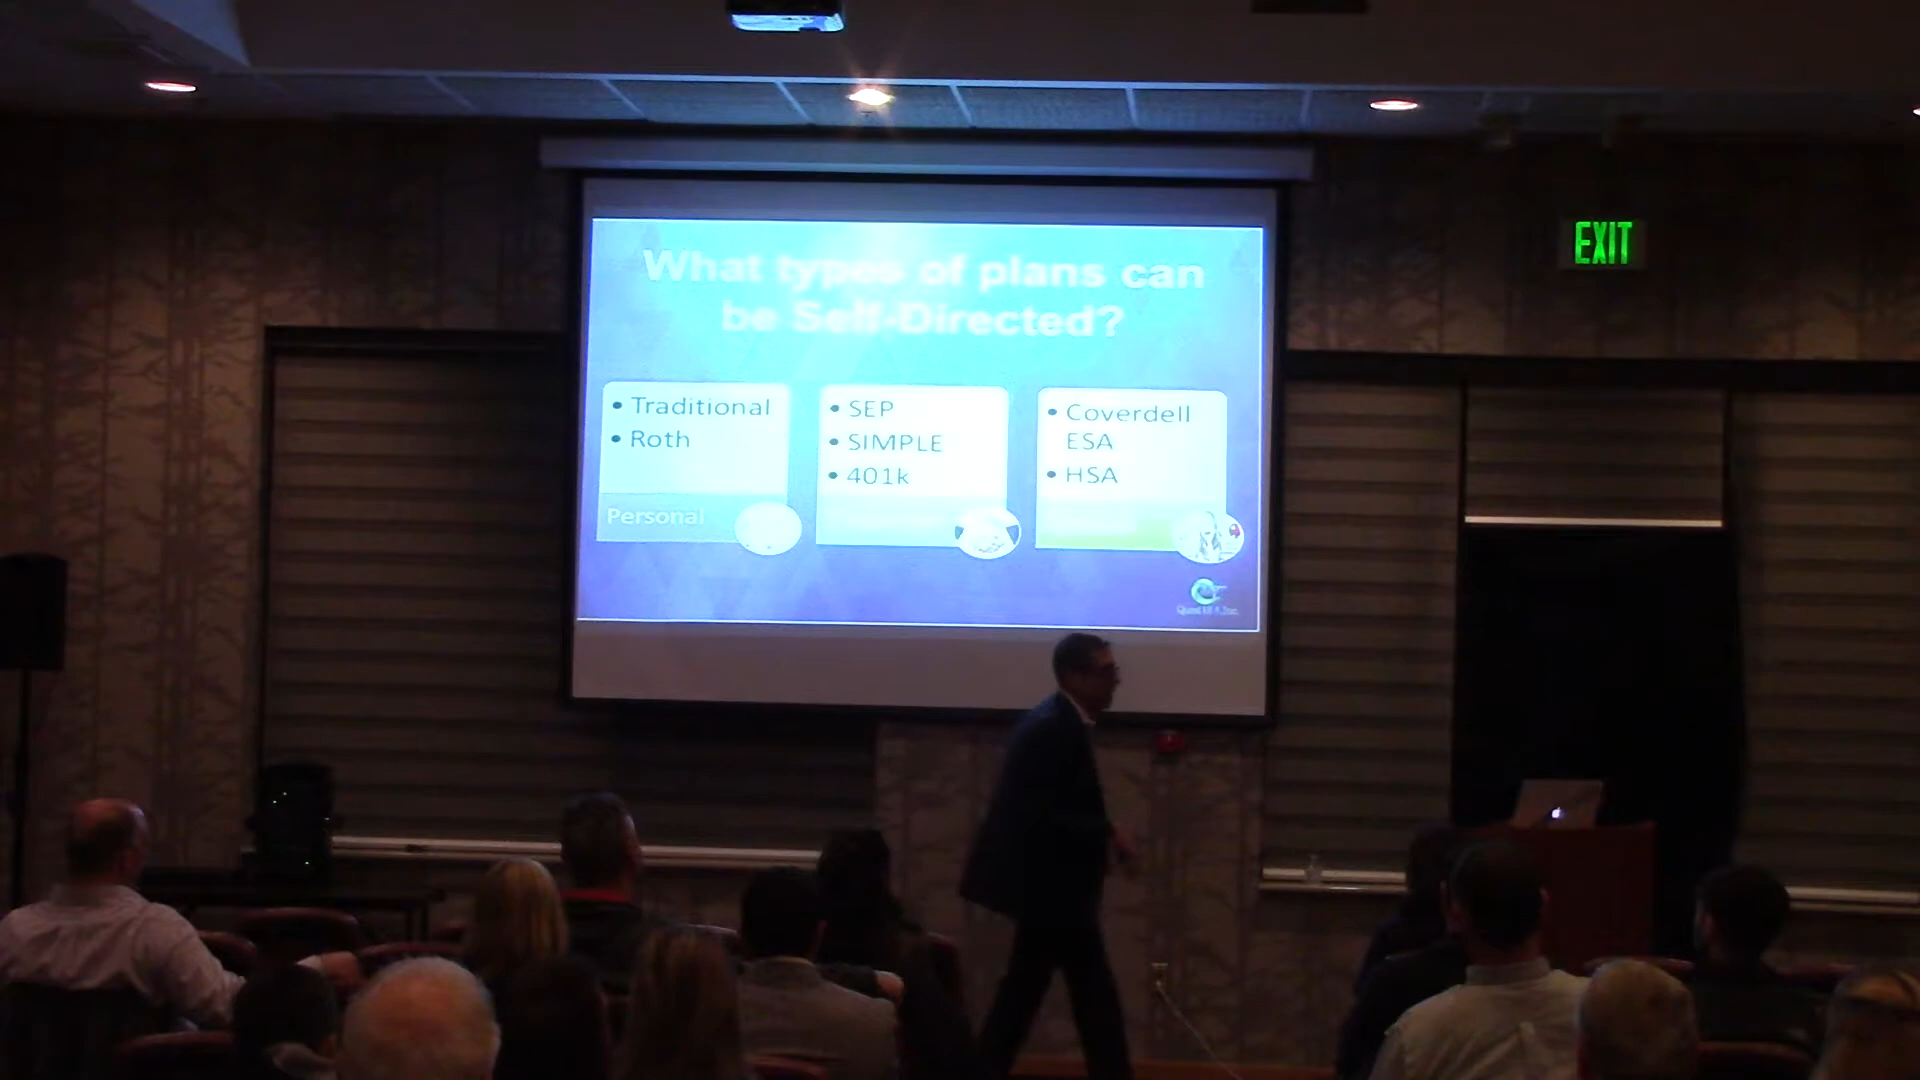 EXIT
What types of plans can
be Self-Directed?
• Traditional
• Roth
Personal
• SEP
• SIMPLE
• 401k
• Coverdell
ESA
• HSA